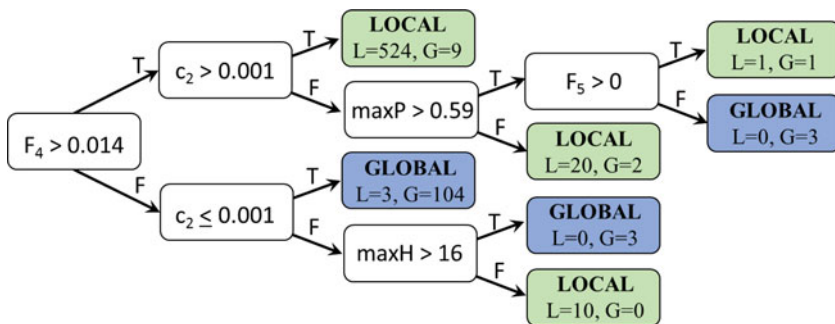 F₄ > 0.014
T
F
c₂ > 0.001
T
F
LOCAL
L=524, G=9
maxP > 0.59
T
F
F₅ > 0
T
F
LOCAL
L=1, G=1
GLOBAL
L=0, G=3
LOCAL
L=20, G=2
c₂ ≤ 0.001
T
F
GLOBAL
L=3, G=104
maxH > 16
T
F
GLOBAL
L=0, G=3
LOCAL
L=10, G=0